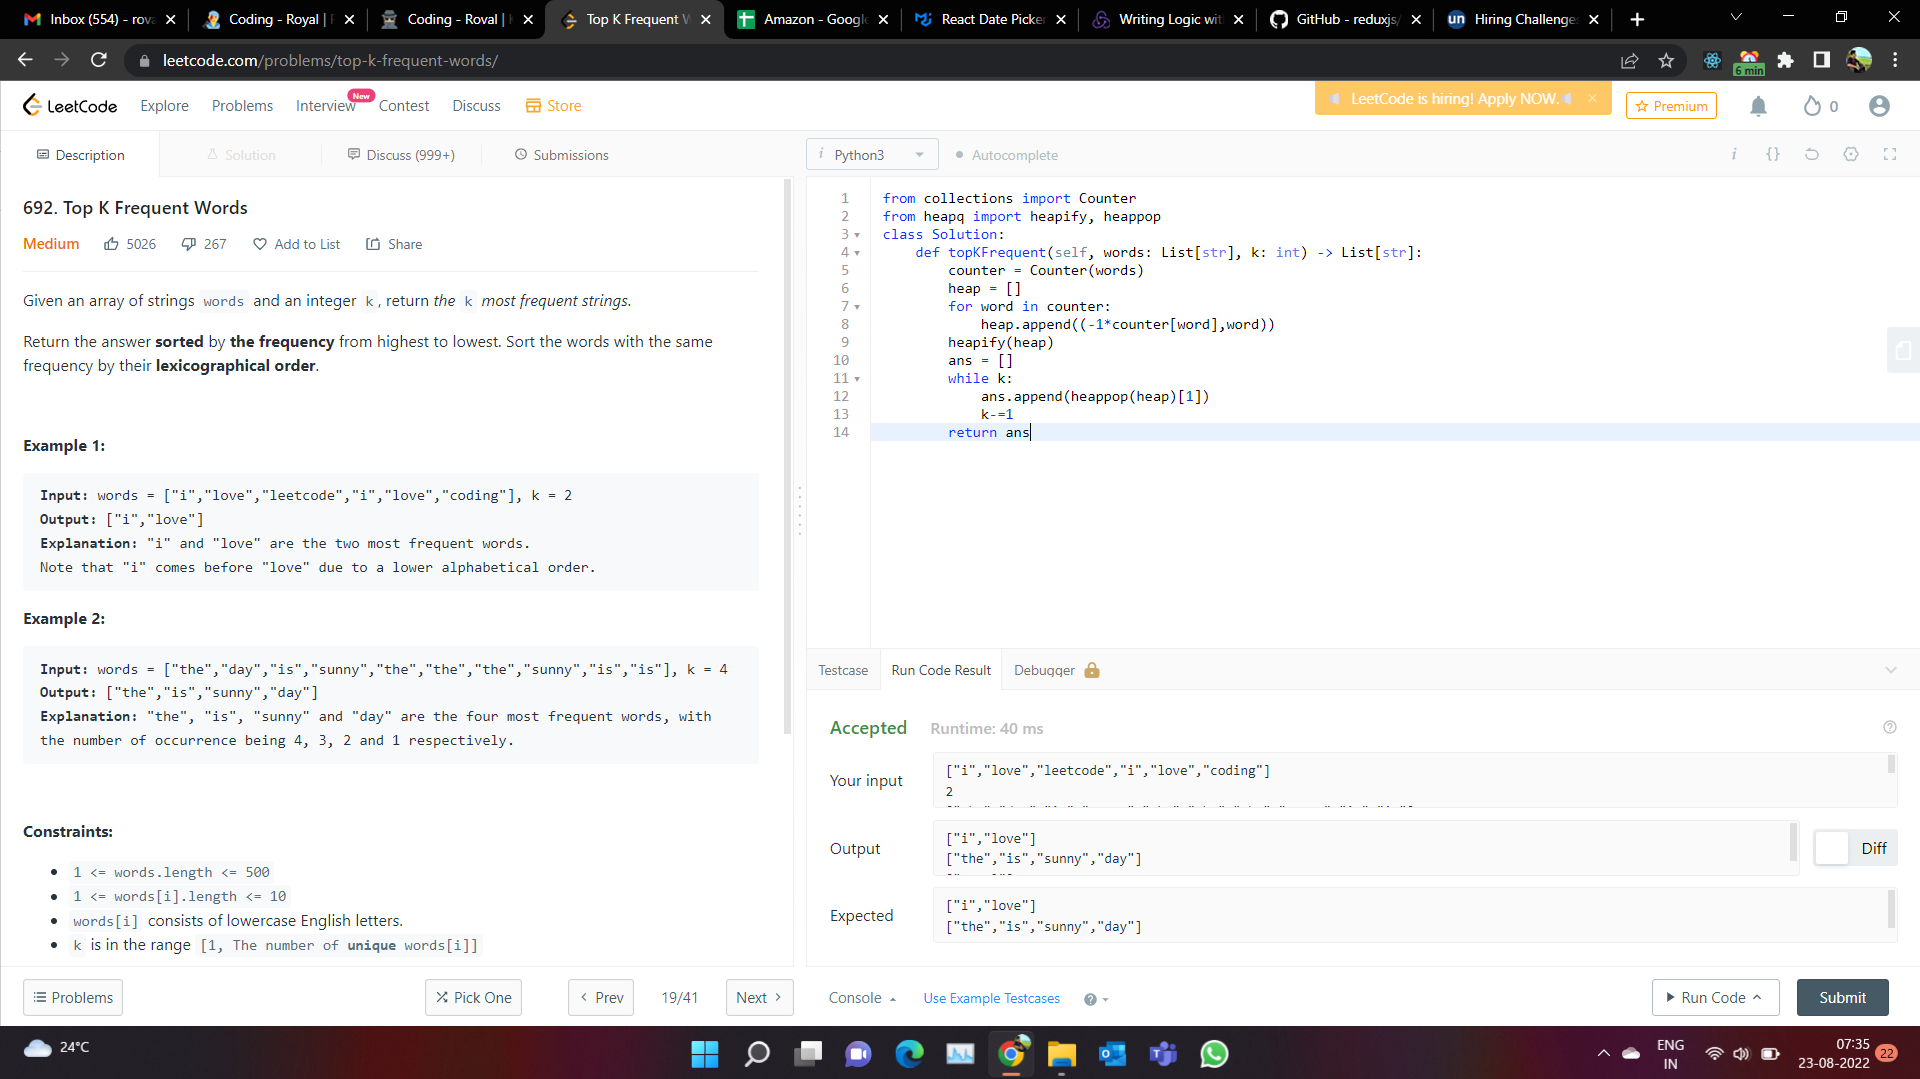 Inbox (554) - rova
Coding - Royal |
Coding - Roval |
Top K Frequent W
Amazon - Google
React Date Picke
Writing Logic wit
GitHub - reduxjs/
Hiring Challenge
leetcode.com/problems/top-k-frequent-words/
6 min
LeetCode
Explore
Problems
Interview
New
Contest
Discuss
Store
LeetCode is hiring! Apply NOW.
Premium
0
Description
Solution
Discuss (999+)
Submissions
i Python3
Autocomplete
692. Top K Frequent Words
Medium
5026
267
Add to List
Share
Given an array of strings words and an integer k, return the k most frequent strings.
Return the answer sorted by the frequency from highest to lowest. Sort the words with the same
frequency by their lexicographical order.
Example 1:
Input: words = ["i","love","leetcode","i","love","coding"], k = 2
Output: ["i","love"]
Explanation: "i" and "love" are the two most frequent words.
Note that "i" comes before "love" due to a lower alphabetical order.
Example 2:
Input: words = ["the","day","is","sunny","the","the","the","sunny","is","is"], k = 4
Output: ["the","is","sunny","day"]
Explanation: "the", "is", "sunny" and "day" are the four most frequent words, with
the number of occurrence being 4, 3, 2 and 1 respectively.
Constraints:
1 <= words.length <= 500
1 <= words[i].length <= 10
words[i] consists of lowercase English letters.
k is in the range [1, The number of unique words[i]]
Problems
Pick One
Prev
19/41
Next
1 from collections import Counter
2 from heapq import heapify, heappop
3 class Solution:
4 def topKFrequent(self, words: List[str], k: int) -> List[str]:
5 counter = Counter(words)
6 heap = []
7 for word in counter:
8 heap.append((-1*counter[word],word))
9 heapify(heap)
10 ans = []
11 while k:
12 ans.append(heappop(heap)[1])
13 k-=1
14 return ans
Testcase
Run Code Result
Debugger
Accepted
Runtime: 40 ms
Your input
["i","love","leetcode","i","love","coding"]
2
Output
["i","love"]
["the","is","sunny","day"]
Diff
Expected
["i","love"]
["the","is","sunny","day"]
Console
Use Example Testcases
Run Code
Submit
24°C
ENG
IN
07:35
23-08-2022
22